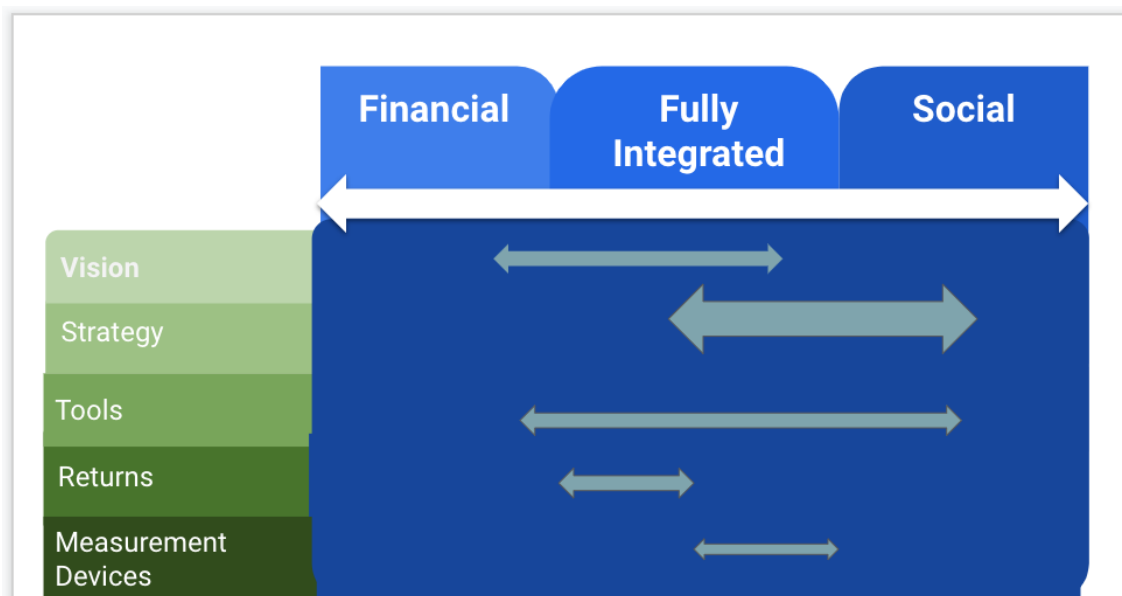 Financial
Fully
Integrated
Social
Vision
Strategy
Tools
Returns
Measurement
Devices